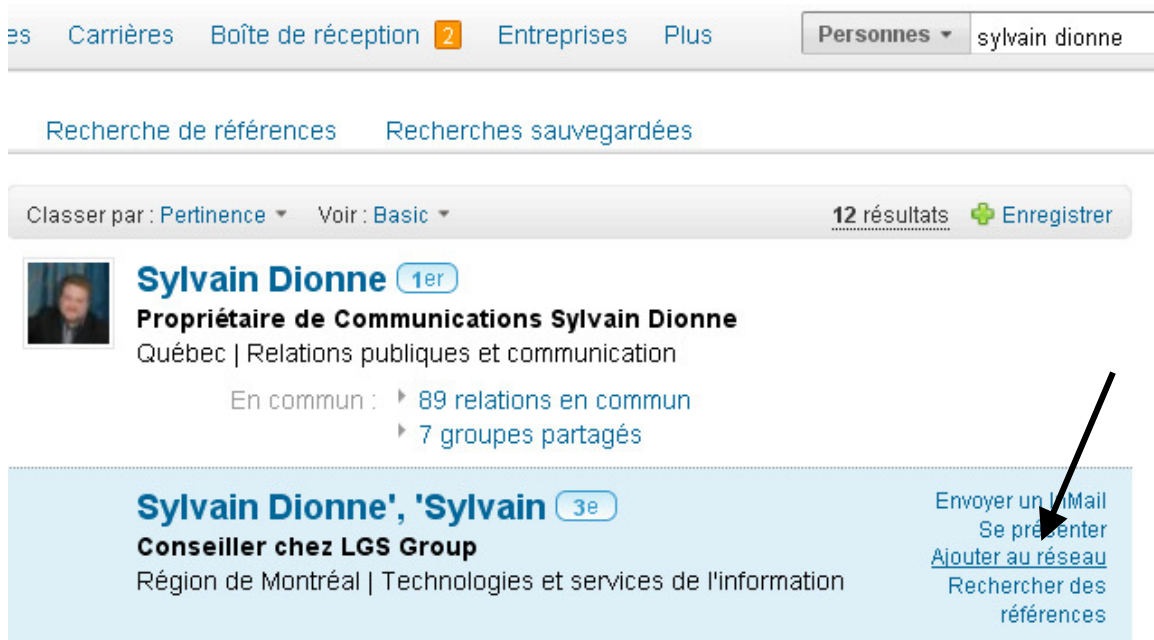 es Carrières Boîte de réception 2 Entreprises Plus Personnes sylvain dionne
Recherche de références Recherches sauvegardées
Classer par : Pertinence Voir : Basic 12 résultats Enregistrer
Sylvain Dionne 1er
Propriétaire de Communications Sylvain Dionne
Québec | Relations publiques et communication
En commun : 89 relations en commun
7 groupes partagés
Sylvain Dionne', 'Sylvain 3e
Conseiller chez LGS Group
Région de Montréal | Technologies et services de l'information
Envoyer un InMail
Se présenter
Ajouter au réseau
Rechercher des
références